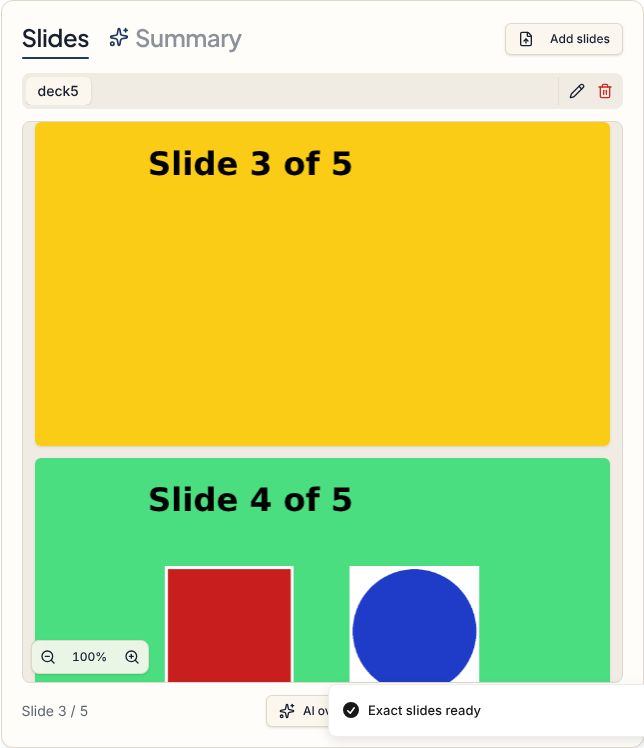 Slides
Summary
Add slides
deck5
Slide 3 of 5
Slide 4 of 5
100%
Slide 3 / 5
AI
Exact slides ready